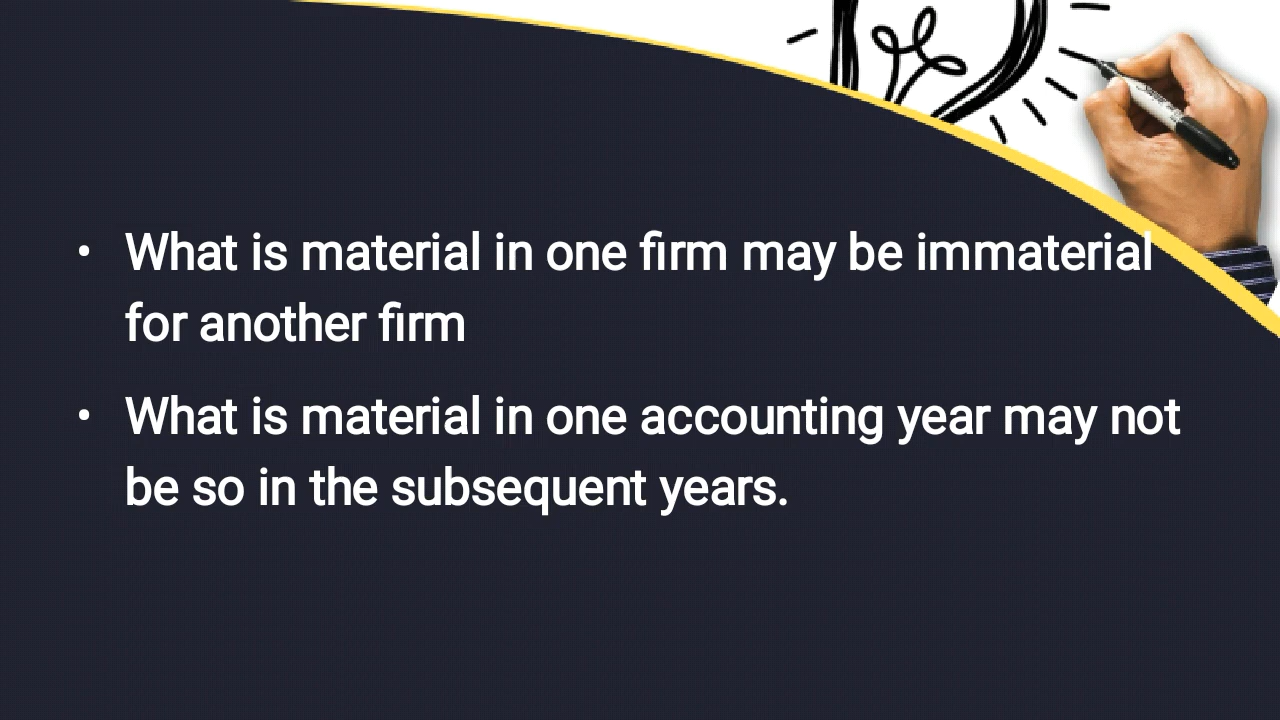 • What is material in one firm may be immaterial
for another firm
• What is material in one accounting year may not
be so in the subsequent years.